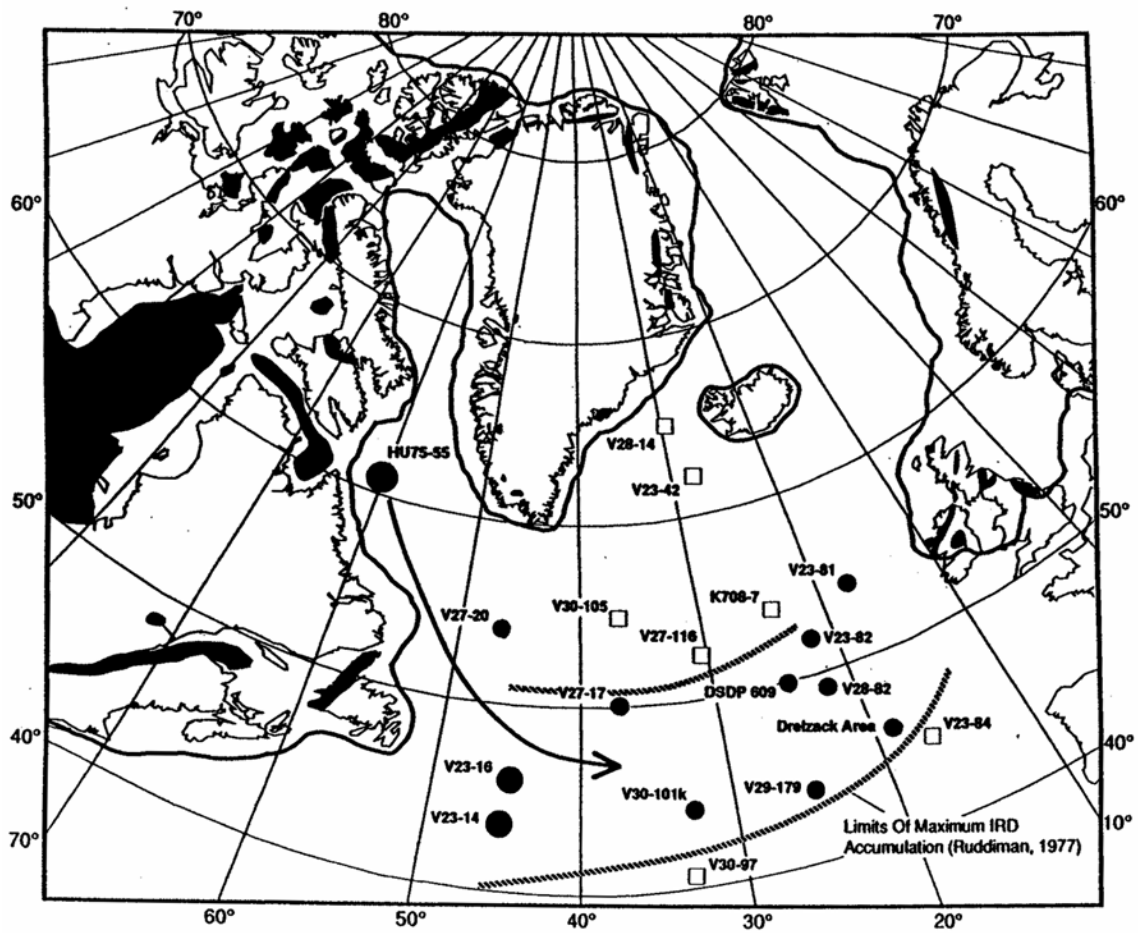 70°
80°
80°
70°
60°
60°
50°
50°
40°
40°
70°
10°
60°
50°
40°
30°
20°
HU75-55
V28-14
V23-42
V23-81
K708-7
V30-105
V27-20
V27-116
V23-82
V27-17
DSDP 609
V28-82
Dreizack Area
V23-84
V23-16
V30-101k
V29-179
V23-14
Limits Of Maximum IRD
Accumulation (Ruddiman, 1977)
V30-97